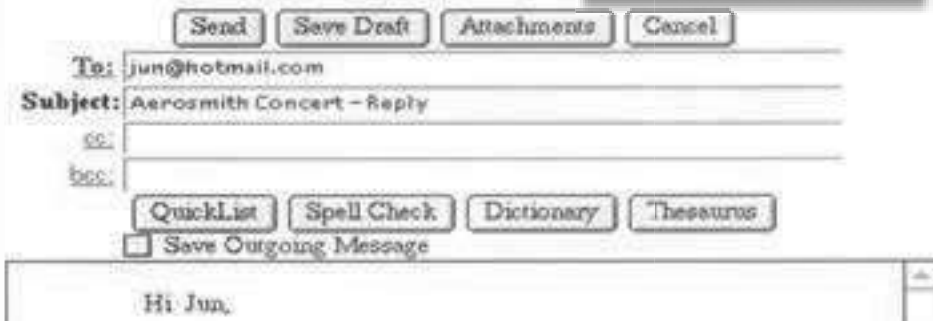 Send Save Draft Attachments Cancel
To: jun@hotmail.com
Subject: Aerosmith Concert - Reply
cc:
bcc:
QuickList Spell Check Dictionary Thesaurus
Save Outgoing Message
Hi Jun,